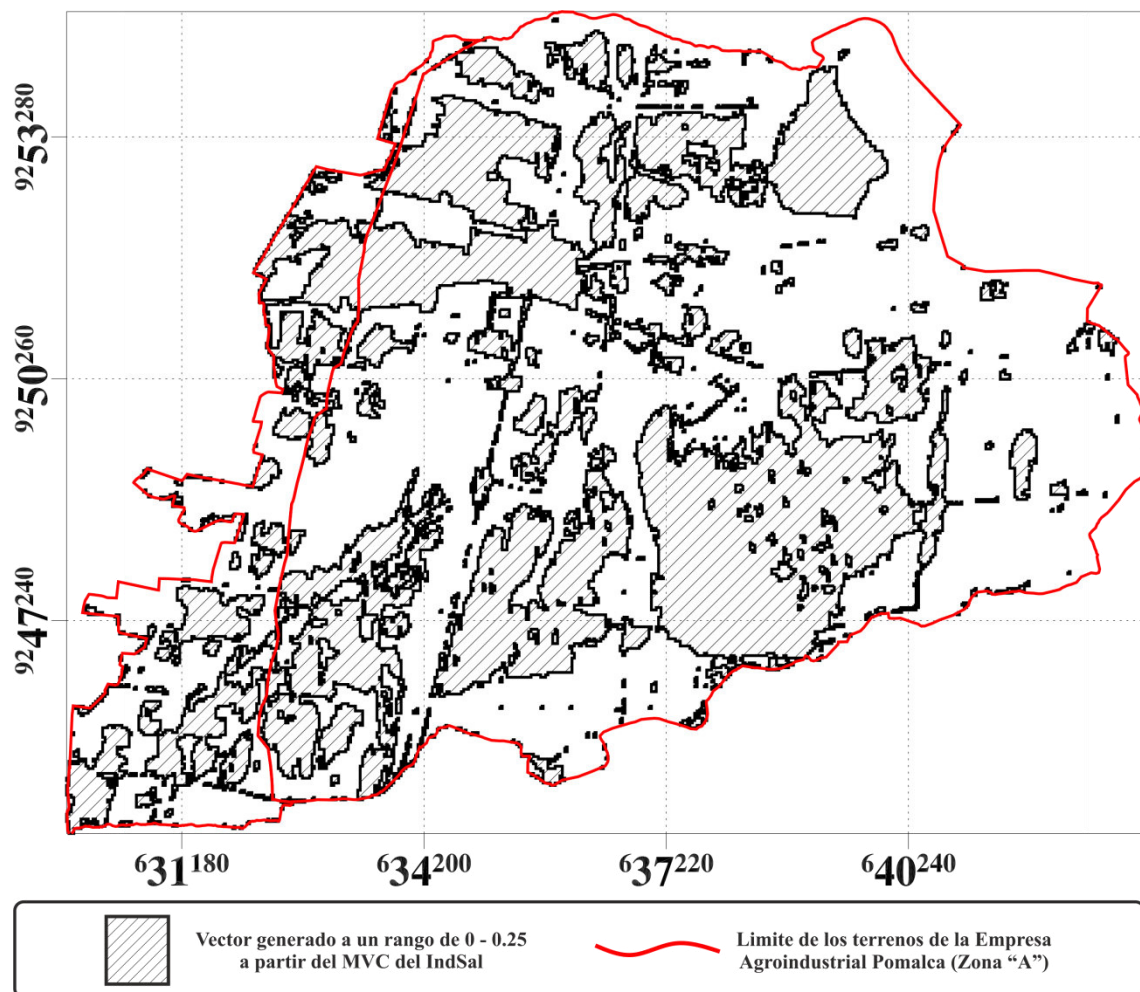 9253280
9250260
9247240
631180
634200
637220
640240
Vector generado a un rango de 0 - 0.25
a partir del MVC del IndSal
Limite de los terrenos de la Empresa
Agroindustrial Pomalca (Zona “A”)